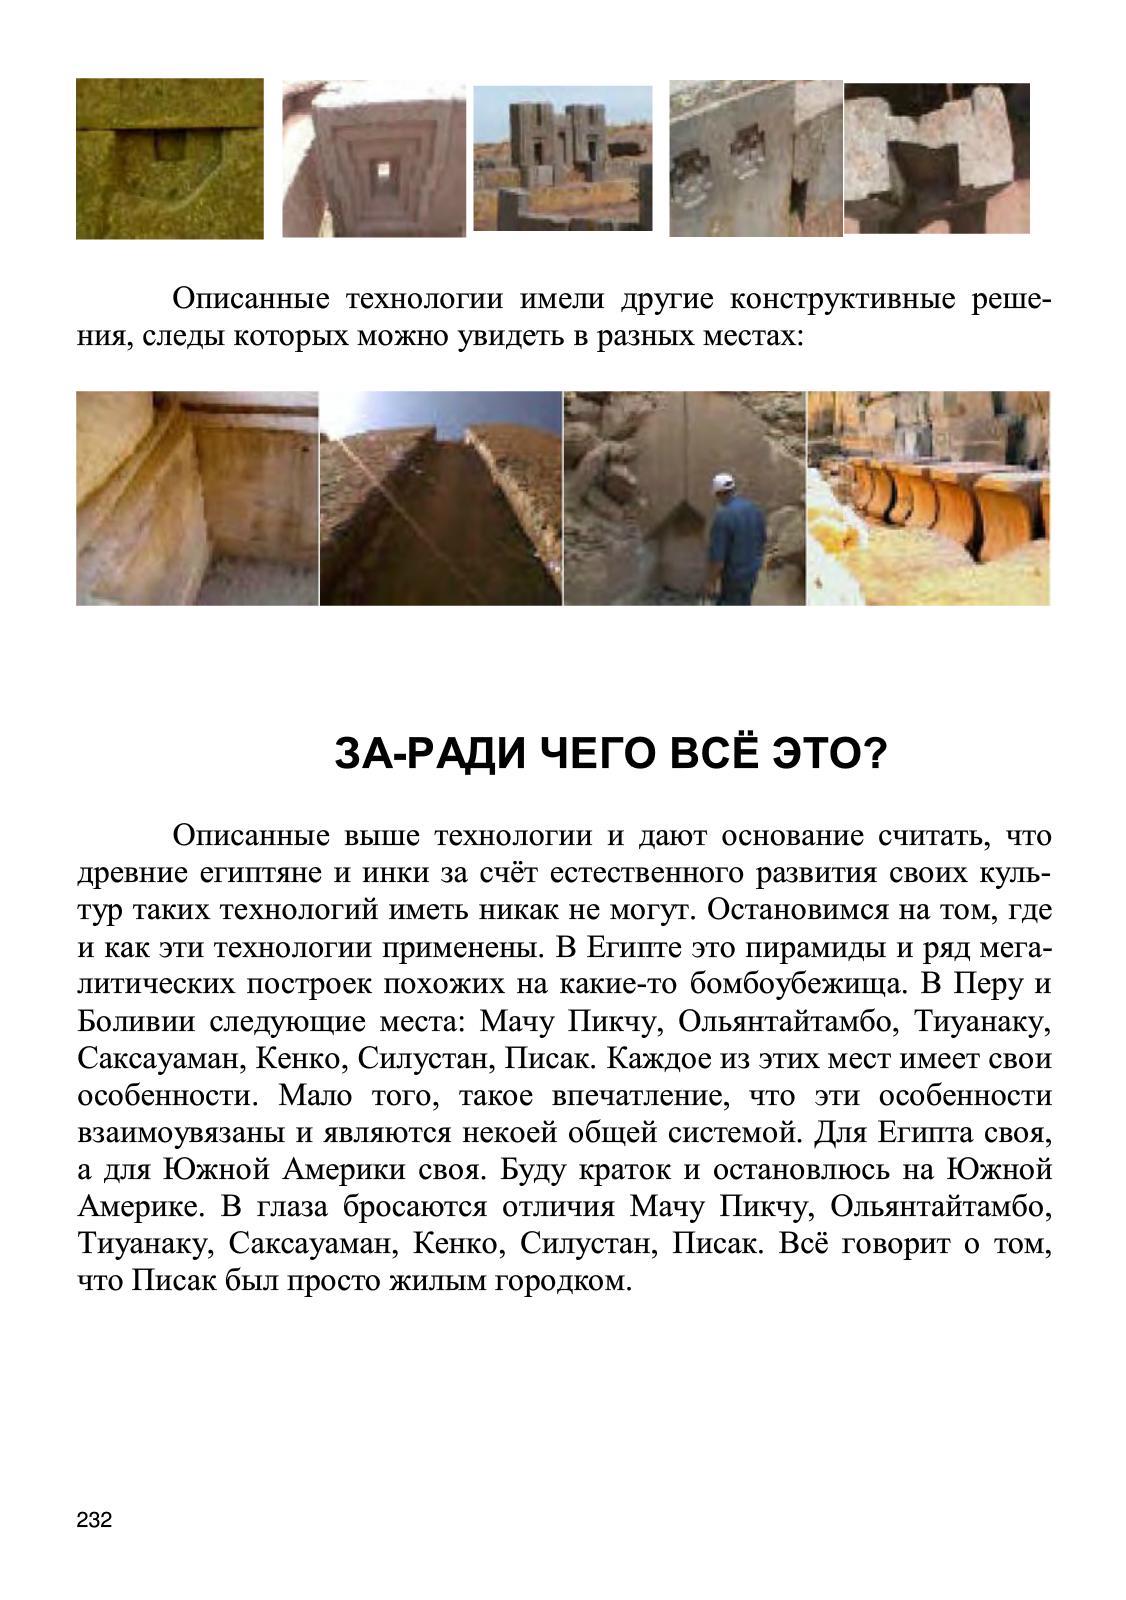 Описанные технологии имели другие конструктивные реше-
ния, следы которых можно увидеть в разных местах:
ЗА-РАДИ ЧЕГО ВСЁ ЭТО?
Описанные выше технологии и дают основание считать, что
древние египтяне и инки за счёт естественного развития своих куль-
тур таких технологий иметь никак не могут. Остановимся на том, где
и как эти технологии применены. В Египте это пирамиды и ряд мега-
литических построек похожих на какие-то бомбоубежища. В Перу и
Боливии следующие места: Мачу Пикчу, Ольянтайтамбо, Тиуанаку,
Саксауаман, Кенко, Силустан, Писак. Каждое из этих мест имеет свои
особенности. Мало того, такое впечатление, что эти особенности
взаимоувязаны и являются некоей общей системой. Для Египта своя,
а для Южной Америки своя. Буду краток и остановлюсь на Южной
Америке. В глаза бросаются отличия Мачу Пикчу, Ольянтайтамбо,
Тиуанаку, Саксауаман, Кенко, Силустан, Писак. Всё говорит о том,
что Писак был просто жилым городком.
232